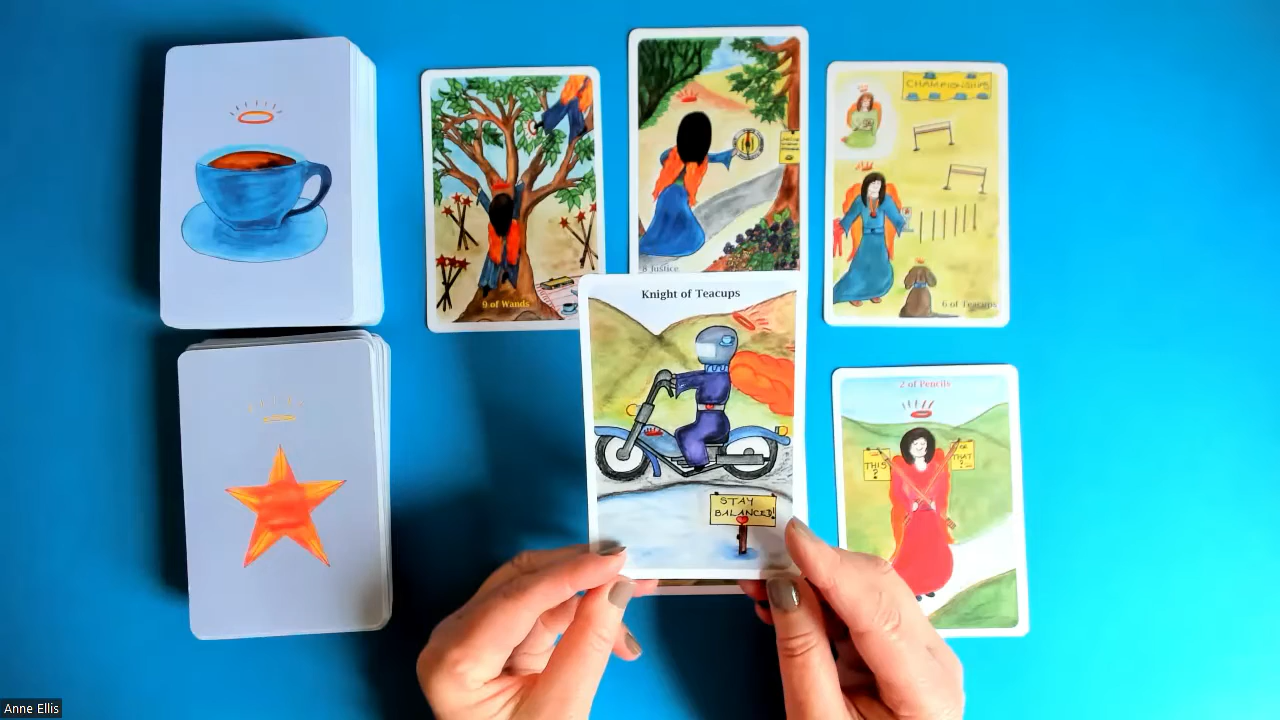 CHAMPIONSHIPS
9 of Wands
8 Justice
6 of Teacups
Knight of Teacups
STAY
BALANCED!
2 of Pencils
THIS
?
OR
THAT
?
Anne Ellis